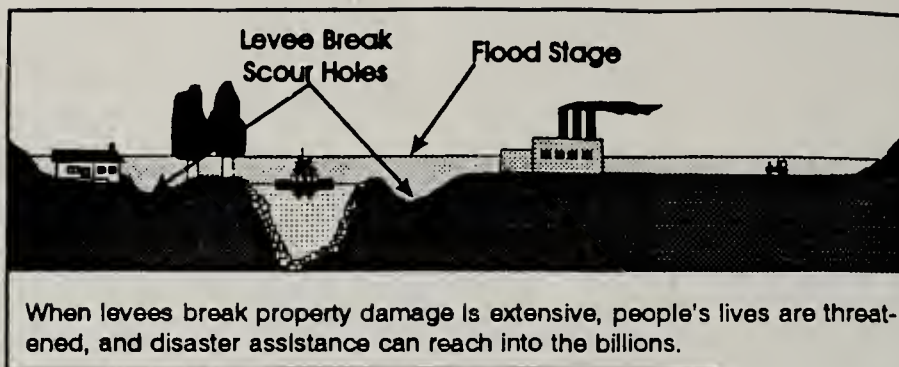 Levee Break
Scour Holes
Flood Stage
When levees break property damage is extensive, people's lives are threat-
ened, and disaster assistance can reach into the billions.